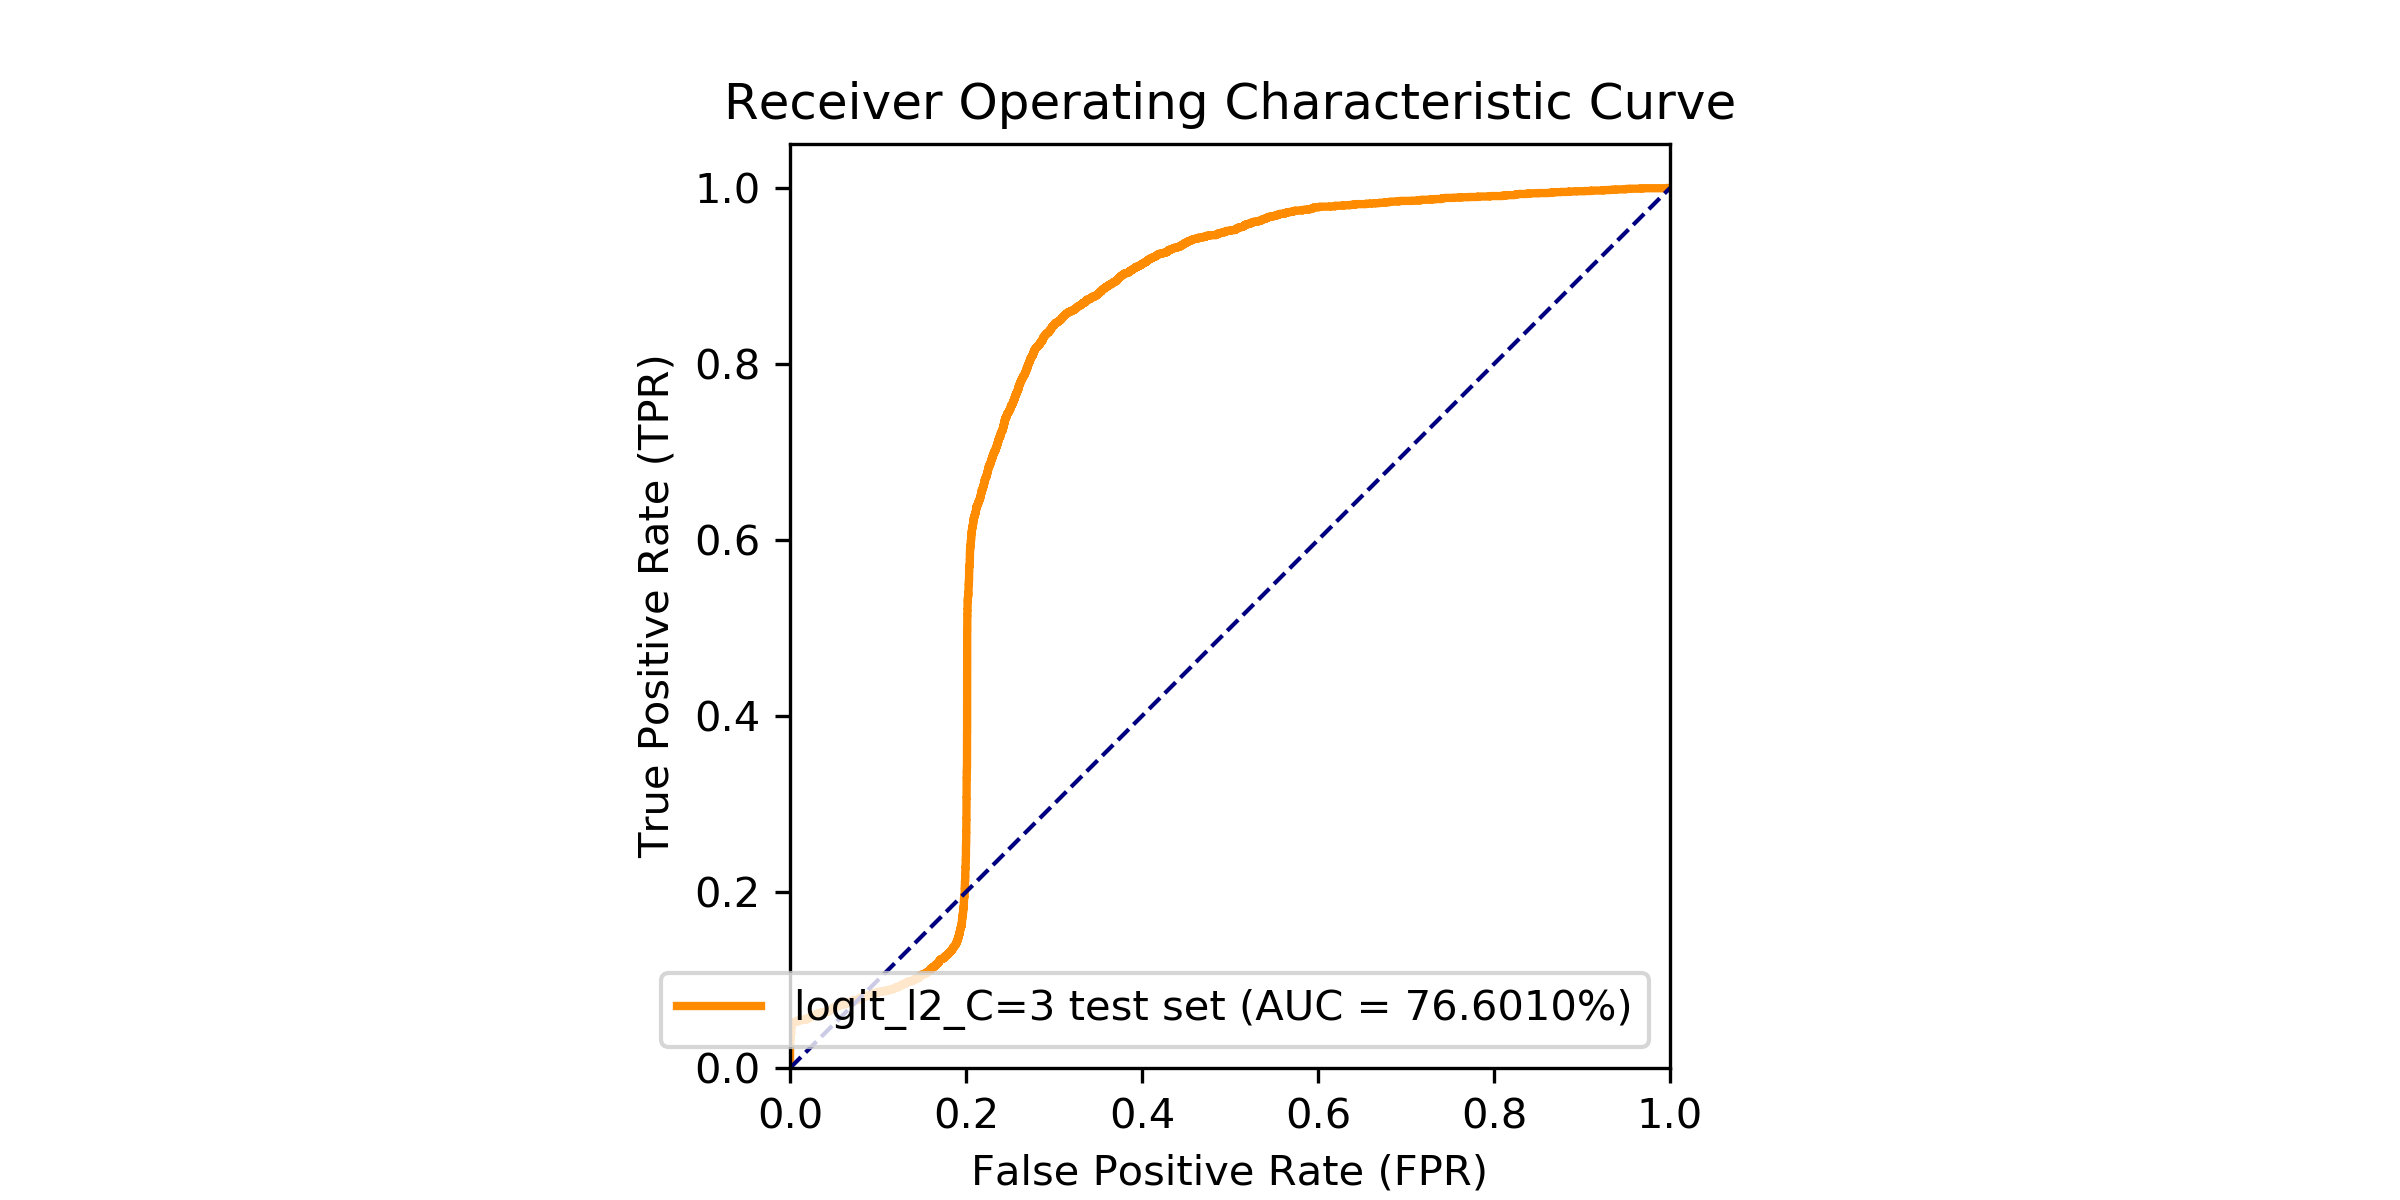 Receiver Operating Characteristic Curve
True Positive Rate (TPR)
1.0
0.8
0.6
0.4
0.2
0.0
logit_l2_C=3 test set (AUC = 76.6010%)
0.0 0.2 0.4 0.6 0.8 1.0
False Positive Rate (FPR)